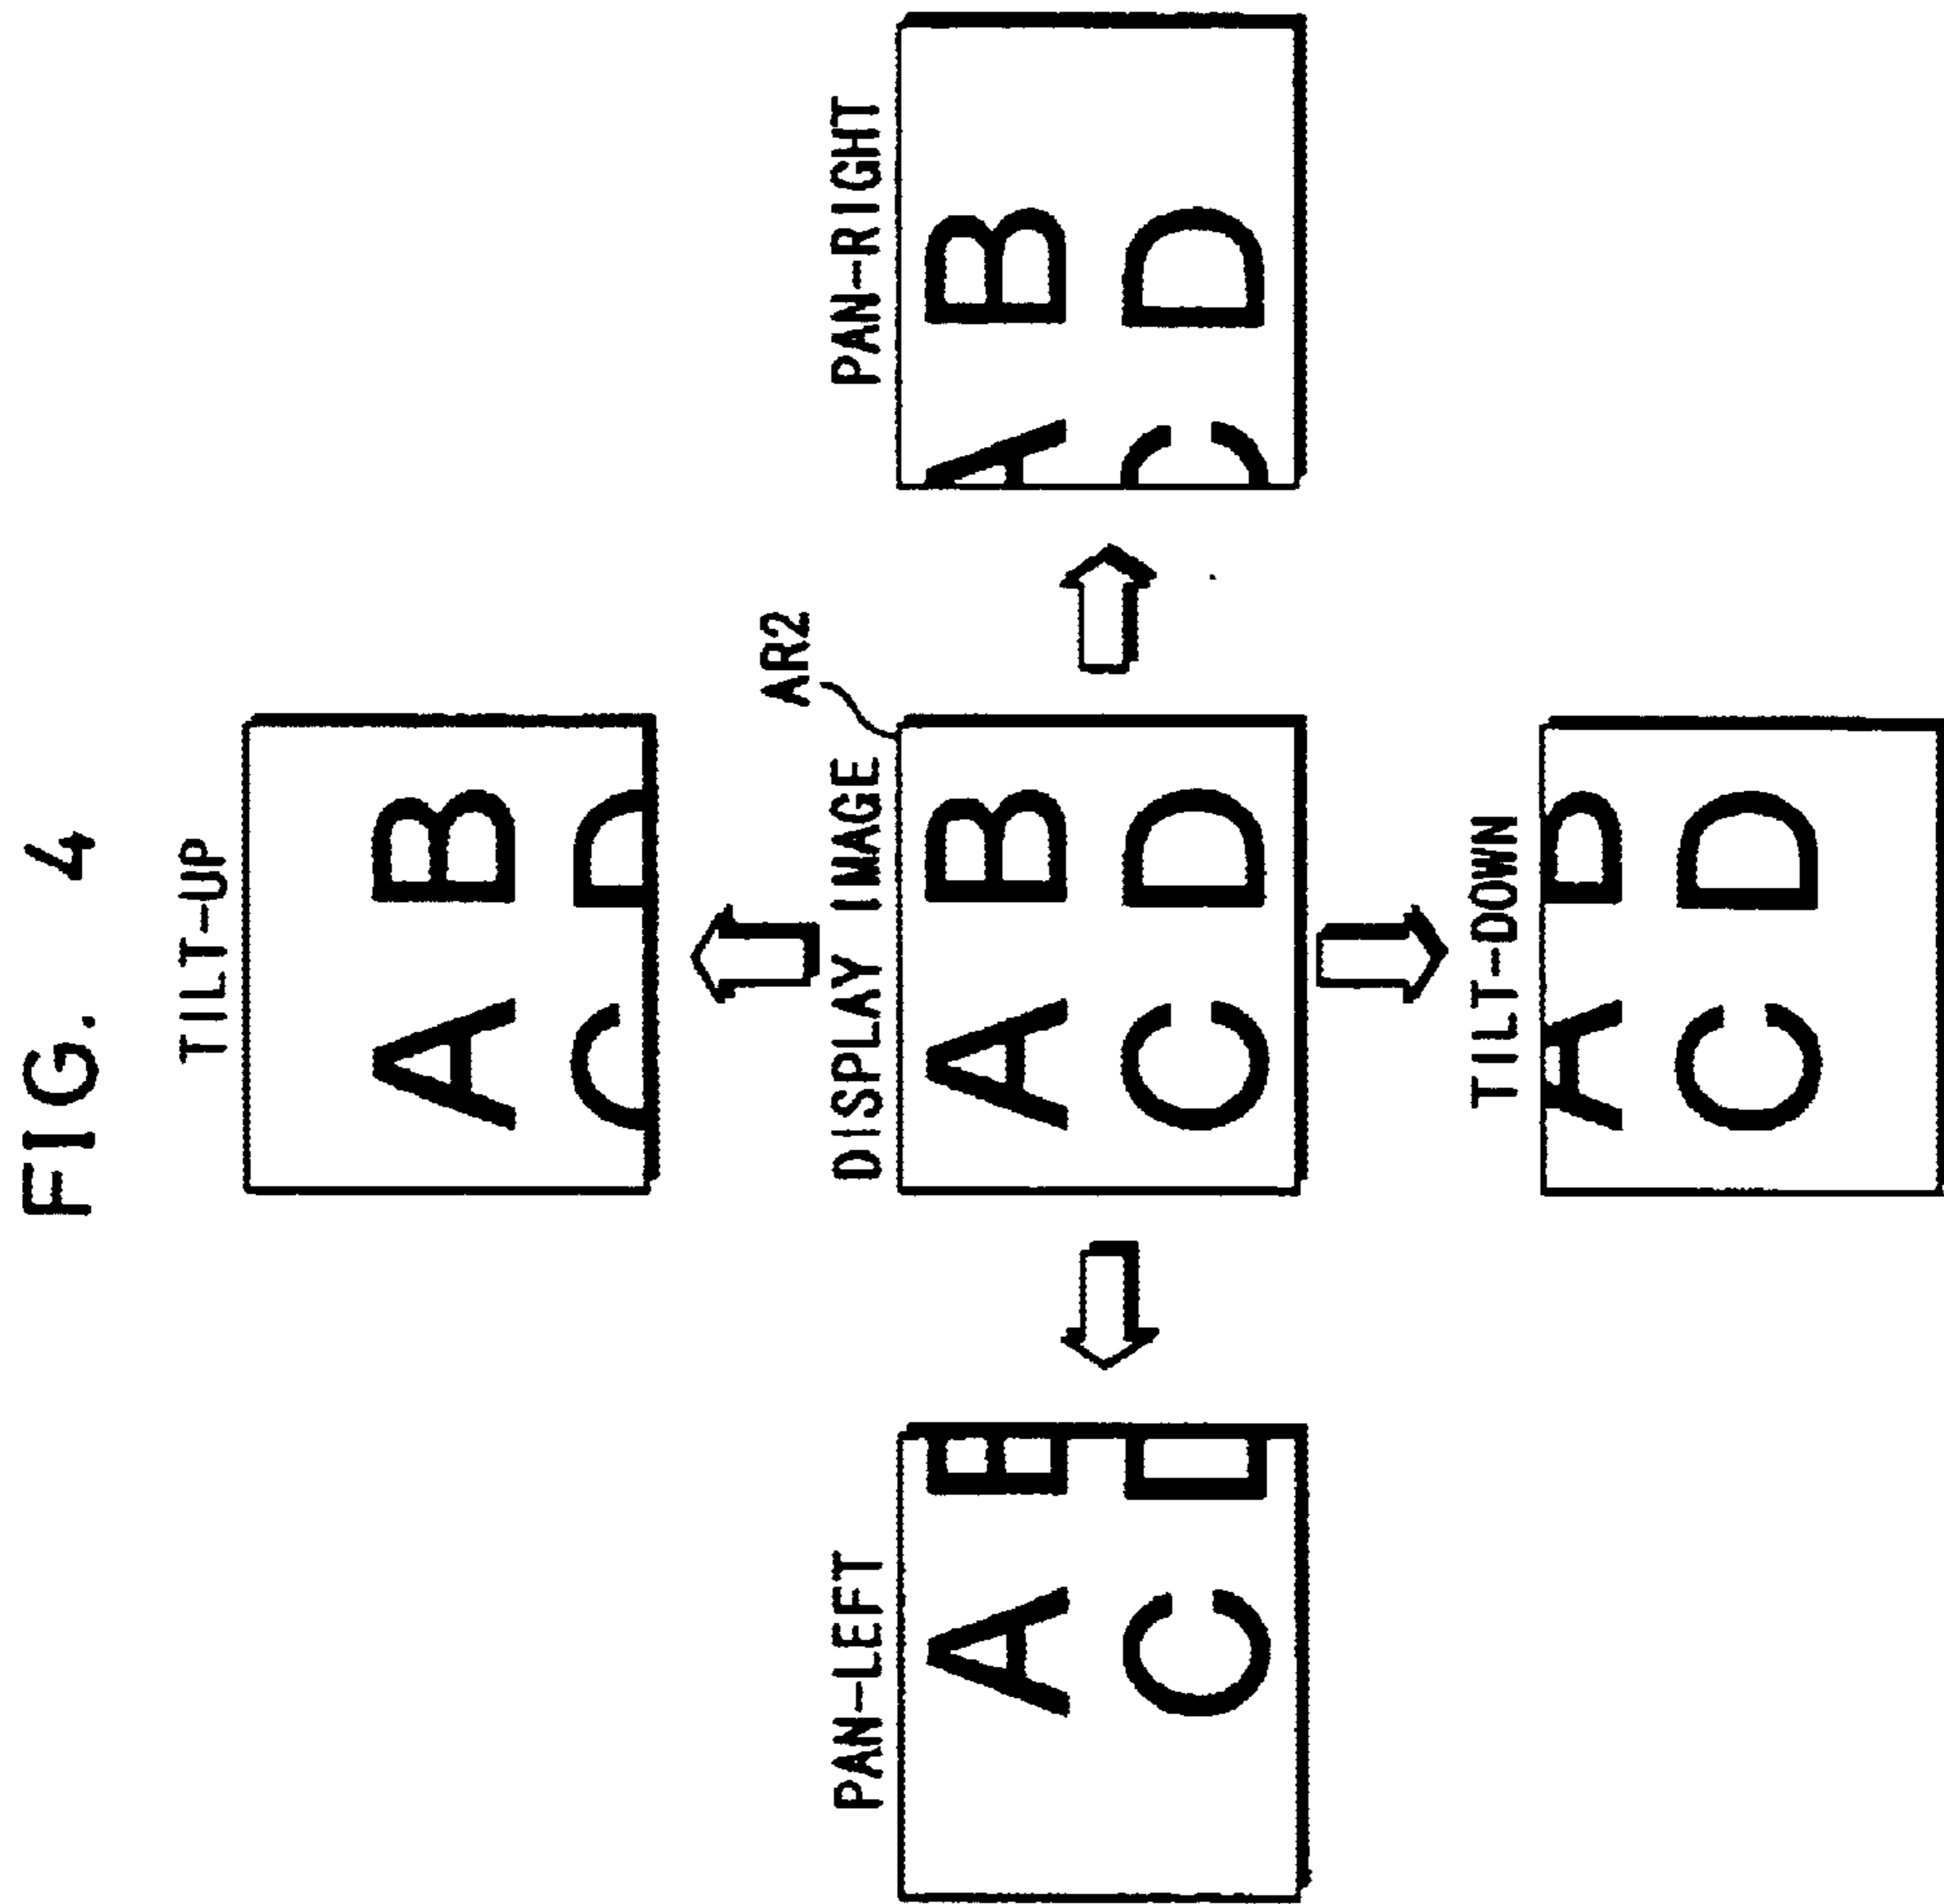 FIG. 4
TILT-UP
A B
C D
AR2
PAN-LEFT
A B
C D
DISPLAY IMAGE
A B
C D
PAN-RIGHT
A B
C D
TILT-DOWN
A B
C D